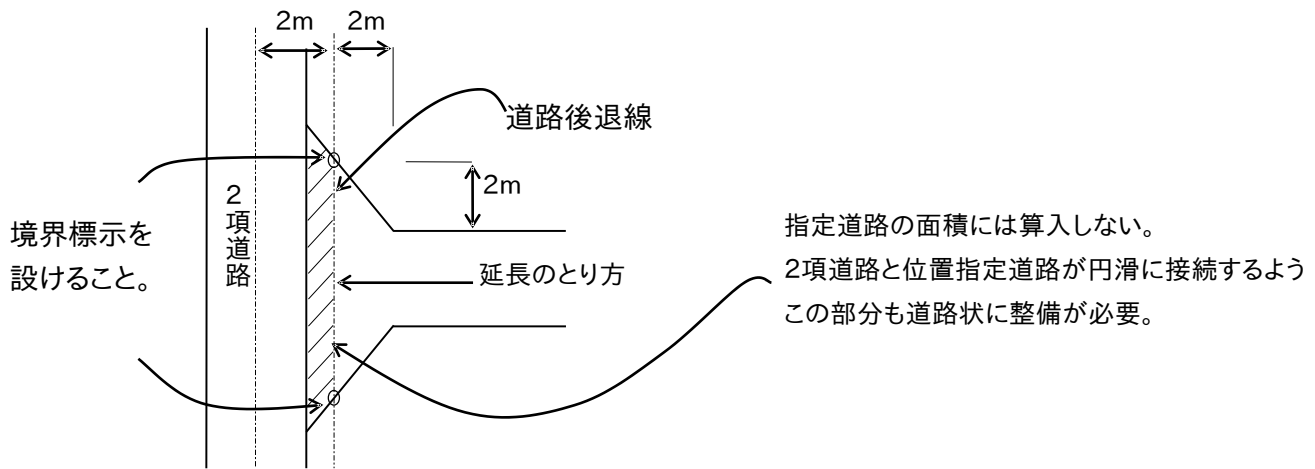 2m
2m
道路後退線
2m
2項道路
境界標示を
設けること。
延長のとり方
指定道路の面積には算入しない。
2項道路と位置指定道路が円滑に接続するよう
この部分も道路状に整備が必要。